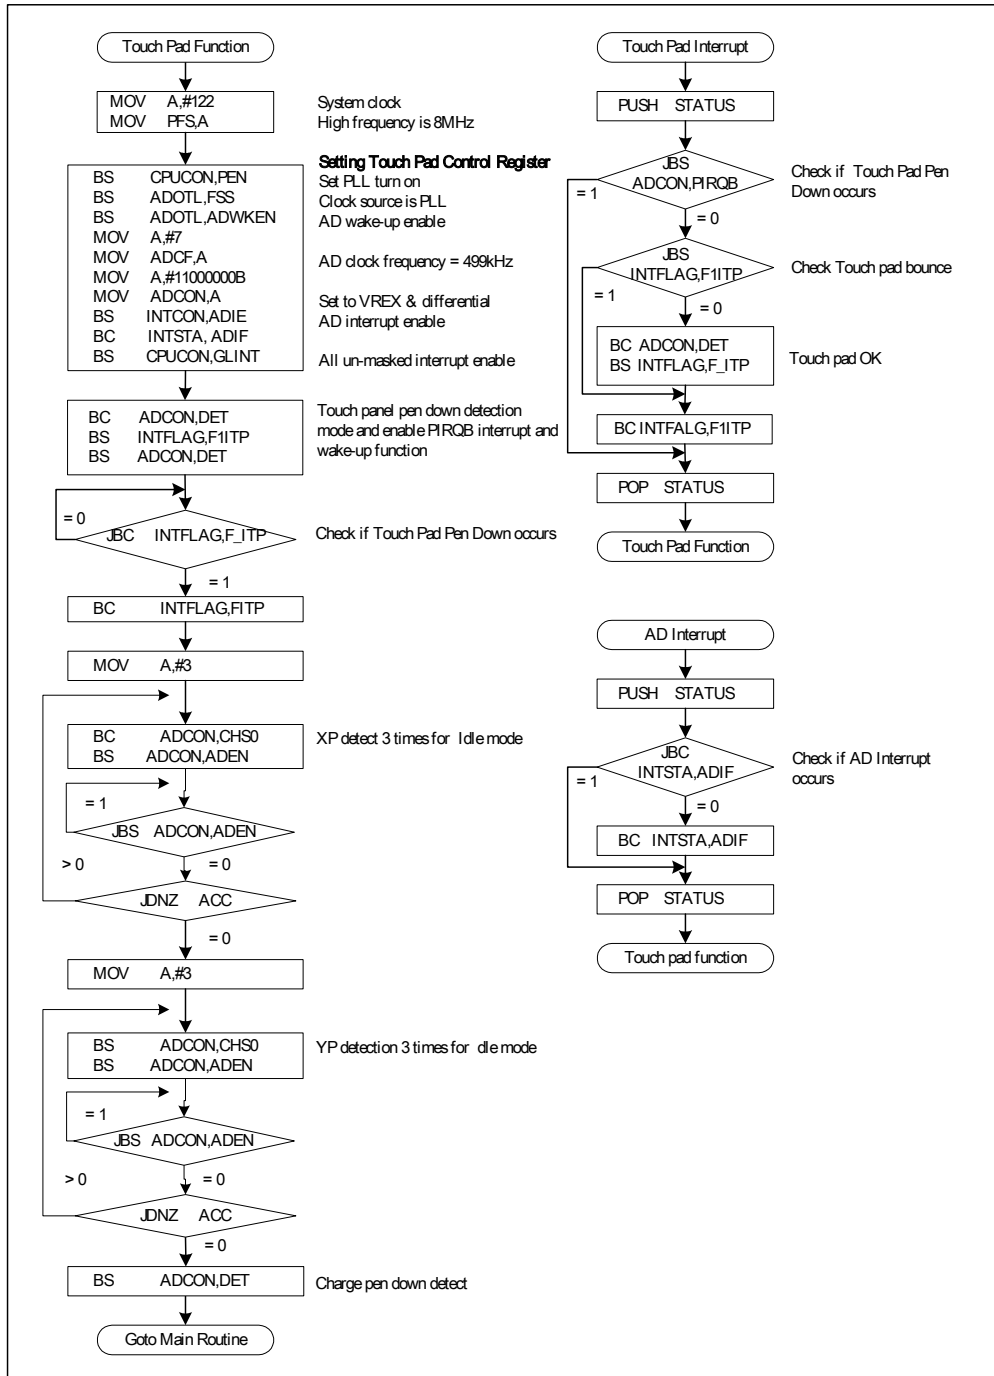 Touch Pad Function
MOV A,#122
MOV PFS,A
System clock
High frequency is 8MHz
Setting Touch Pad Control Register
BS CPUCON,PEN
BS ADOTL,FSS
BS ADOTL,ADWKEN
MOV A,#7
MOV ADCF,A
MOV A,#11000000B
MOV ADCON,A
BS INTCON,ADIE
BC INTSTA, ADIF
BS CPUCON,GLINT
Set PLL turn on
Clock source is PLL
AD wake-up enable
AD clock frequency = 499kHz
Set to VREX & differential
AD interrupt enable
All un-masked interrupt enable
BC ADCON,DET
BS INTFLAG,F1ITP
BS ADCON,DET
Touch panel pen down detection
mode and enable PIRQB interrupt and
wake-up function
= 0
JBC INTFLAG,F_ITP
Check if Touch Pad Pen Down occurs
= 1
BC INTFLAG,FITP
MOV A,#3
BC ADCON,CHS0
BS ADCON,ADEN
XP detect 3 times for Idle mode
= 1
JBS ADCON,ADEN
> 0
= 0
JDNZ ACC
= 0
MOV A,#3
BS ADCON,CHS0
BS ADCON,ADEN
YP detection 3 times for dle mode
= 1
JBS ADCON,ADEN
> 0
= 0
JDNZ ACC
= 0
BS ADCON,DET
Charge pen down detect
Goto Main Routine
Touch Pad Interrupt
PUSH STATUS
JBS
ADCON,PIRQB
Check if Touch Pad Pen
Down occurs
= 1
= 0
JBS
INTFLAG,F1ITP
Check Touch pad bounce
= 1
= 0
BC ADCON,DET
BS INTFLAG,F_ITP
Touch pad OK
BC INTFALG,F1ITP
POP STATUS
Touch Pad Function
AD Interrupt
PUSH STATUS
JBC
INTSTA,ADIF
Check if AD Interrupt
occurs
= 1
= 0
BC INTSTA,ADIF
POP STATUS
Touch pad function